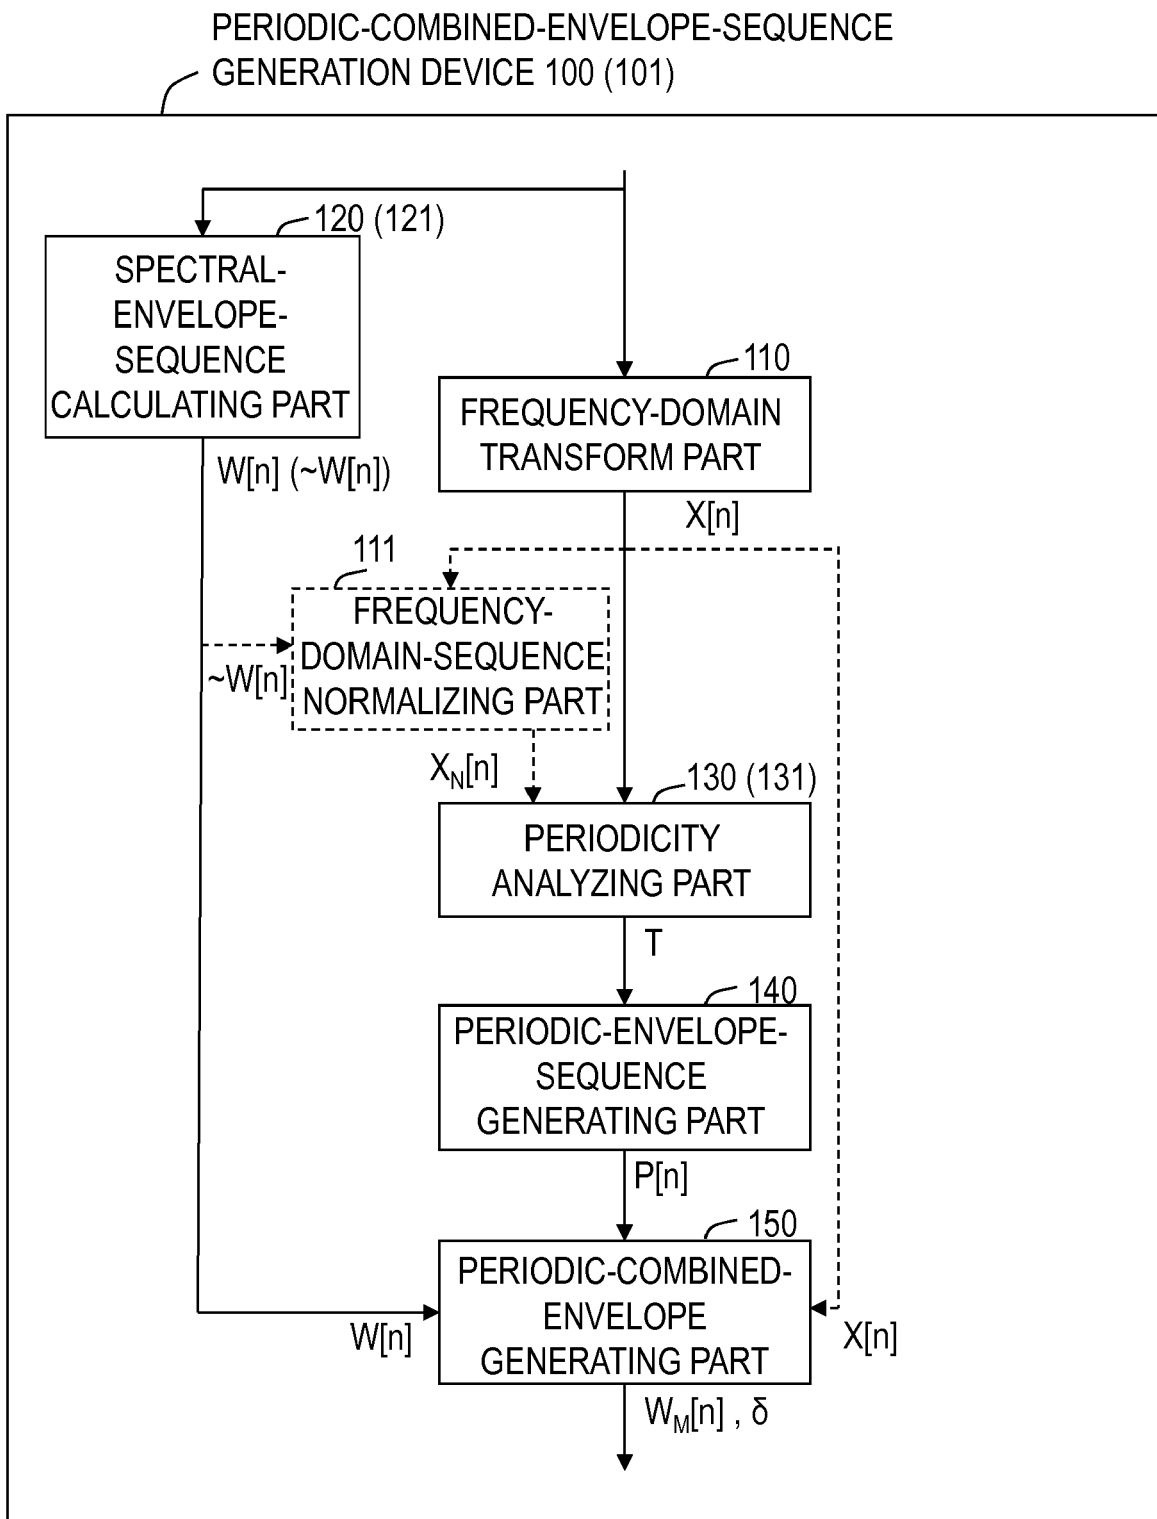 PERIODIC-COMBINED-ENVELOPE-SEQUENCE
GENERATION DEVICE 100 (101)
120 (121)
SPECTRAL-
ENVELOPE-
SEQUENCE
CALCULATING PART
110
FREQUENCY-DOMAIN
TRANSFORM PART
W[n] (~W[n])
X[n]
111
FREQUENCY-
DOMAIN-SEQUENCE
NORMALIZING PART
~W[n]
X_N[n]
130 (131)
PERIODICITY
ANALYZING PART
T
140
PERIODIC-ENVELOPE-
SEQUENCE
GENERATING PART
P[n]
150
PERIODIC-COMBINED-
ENVELOPE
GENERATING PART
W[n]
X[n]
W_M[n] , δ